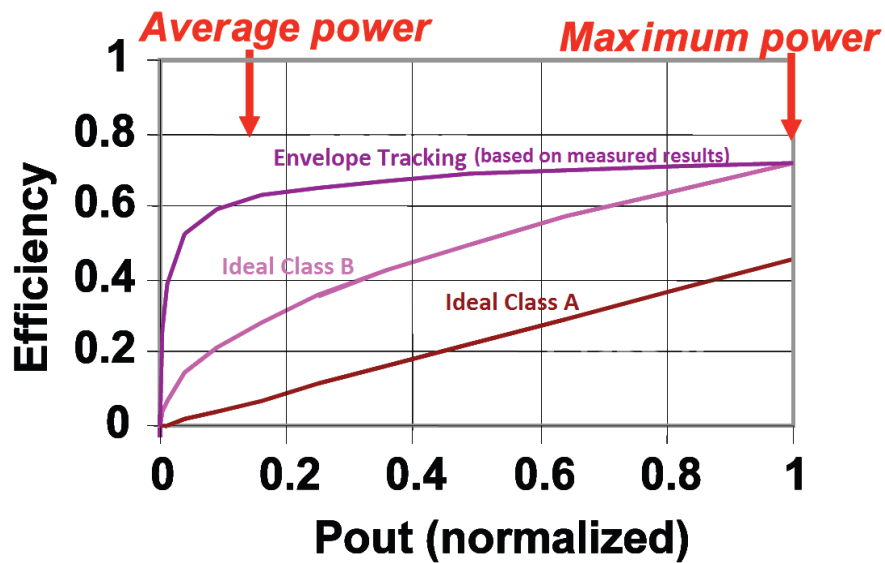 Average power
Maximum power
1
0.8
0.6
0.4
0.2
0
Efficiency
Envelope Tracking (based on measured results)
Ideal Class B
Ideal Class A
0 0.2 0.4 0.6 0.8 1
Pout (normalized)